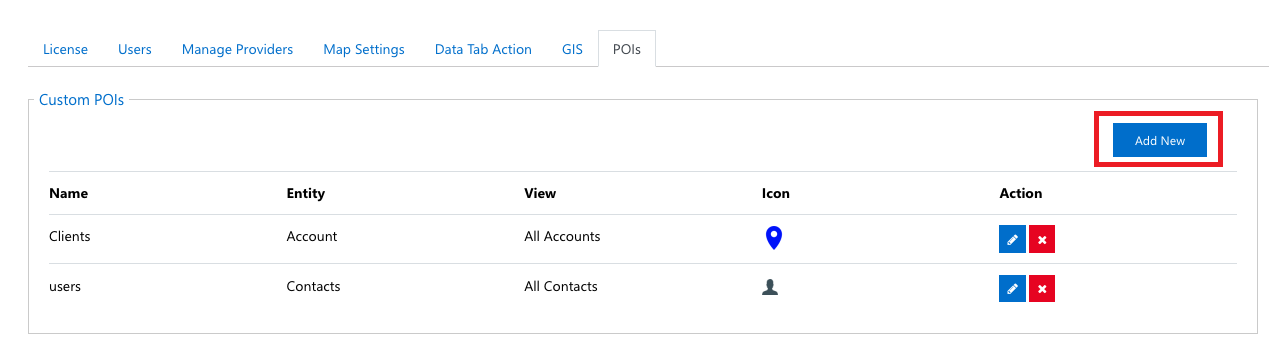 License Users Manage Providers Map Settings Data Tab Action GIS POIs
Custom POIs
Add New
Name Entity View Icon Action
Clients Account All Accounts
users Contacts All Contacts